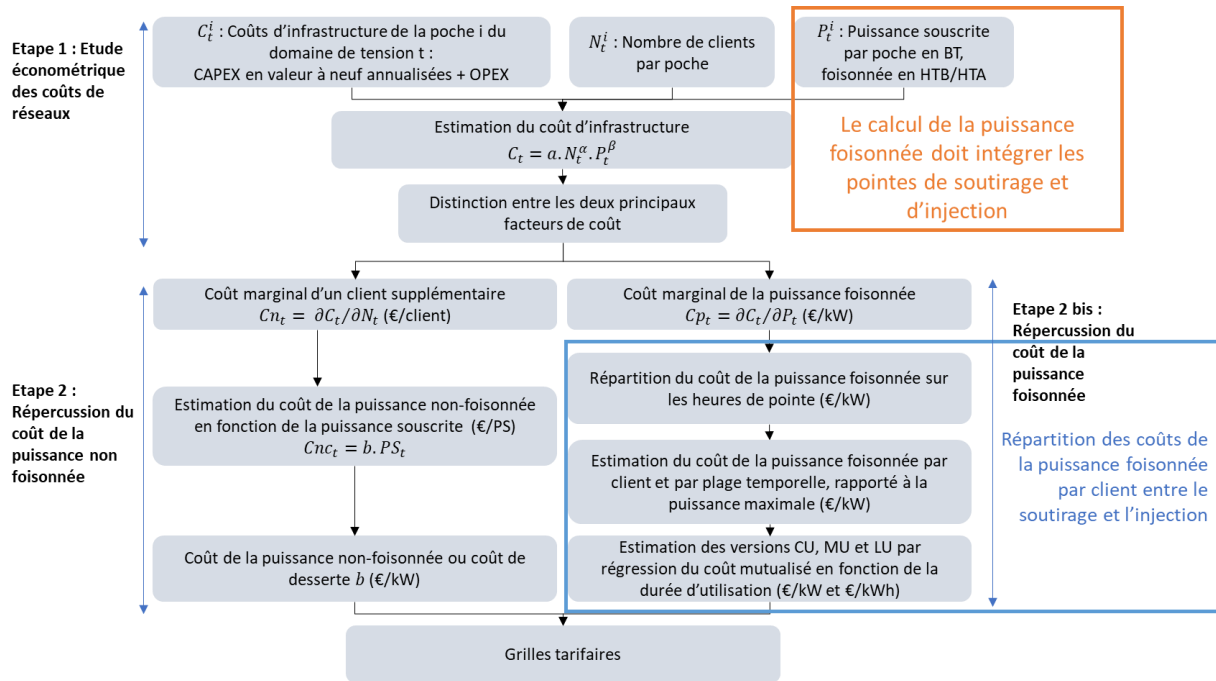 Etape 1 : Etude
économétrique
des coûts de
réseaux
C_t^i : Coûts d’infrastructure de la poche i du
domaine de tension t :
CAPEX en valeur à neuf annualisées + OPEX
N_t^i : Nombre de clients
par poche
P_t^i : Puissance souscrite
par poche en BT,
foisonnée en HTB/HTA
Le calcul de la puissance
foisonnée doit intégrer les
pointes de soutirage et
d’injection
Estimation du coût d’infrastructure
C_t = a. N_t^α. P_t^β
Distinction entre les deux principaux
facteurs de coût
Etape 2 :
Répercussion du
coût de la
puissance non
foisonnée
Coût marginal d’un client supplémentaire
Cn_t = ∂C_t/∂N_t (€/client)
Estimation du coût de la puissance non-foisonnée
en fonction de la puissance souscrite (€/PS)
Cnc_t = b. PS_t
Coût de la puissance non-foisonnée ou coût de
desserte b (€/kW)
Coût marginal de la puissance foisonnée
Cp_t = ∂C_t/∂P_t (€/kW)
Répartition du coût de la puissance foisonnée sur
les heures de pointe (€/kW)
Estimation du coût de la puissance foisonnée par
client et par plage temporelle, rapporté à la
puissance maximale (€/kW)
Estimation des versions CU, MU et LU par
régression du coût mutualisé en fonction de la
durée d’utilisation (€/kW et €/kWh)
Etape 2 bis :
Répercussion du
coût de la
puissance
foisonnée
Répartition des coûts de
la puissance foisonnée
par client entre le
soutirage et l’injection
Grilles tarifaires